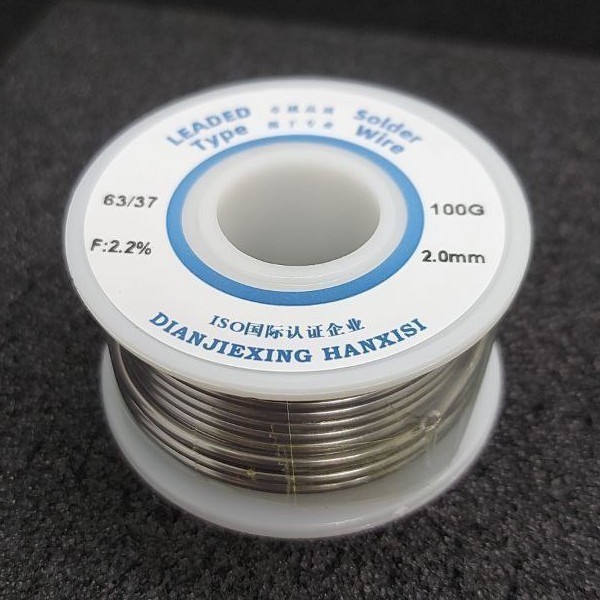 LEADED
Type
Solder
Wire
63/37
100G
F:2.2%
2.0mm
ISO国际认证企业
DIANJIEXING HANXISI